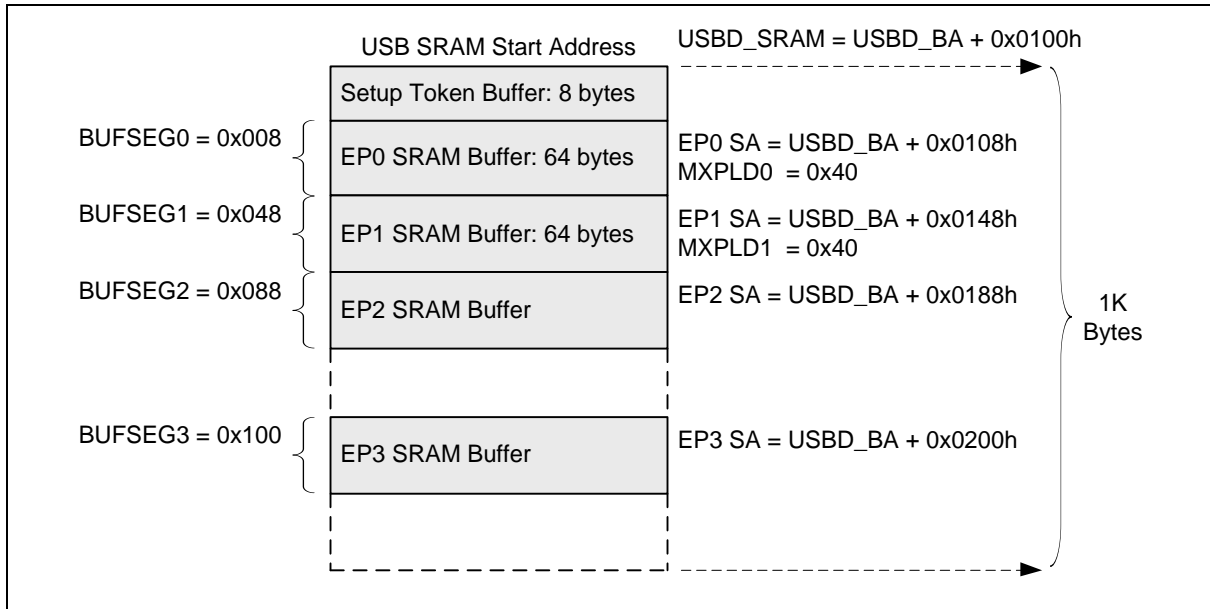 USB SRAM Start Address
USBD_SRAM = USBD_BA + 0x0100h
Setup Token Buffer: 8 bytes
BUFSEG0 = 0x008
EP0 SRAM Buffer: 64 bytes
EP0 SA = USBD_BA + 0x0108h
MXPLD0 = 0x40
BUFSEG1 = 0x048
EP1 SRAM Buffer: 64 bytes
EP1 SA = USBD_BA + 0x0148h
MXPLD1 = 0x40
BUFSEG2 = 0x088
EP2 SRAM Buffer
EP2 SA = USBD_BA + 0x0188h
1K
Bytes
BUFSEG3 = 0x100
EP3 SRAM Buffer
EP3 SA = USBD_BA + 0x0200h